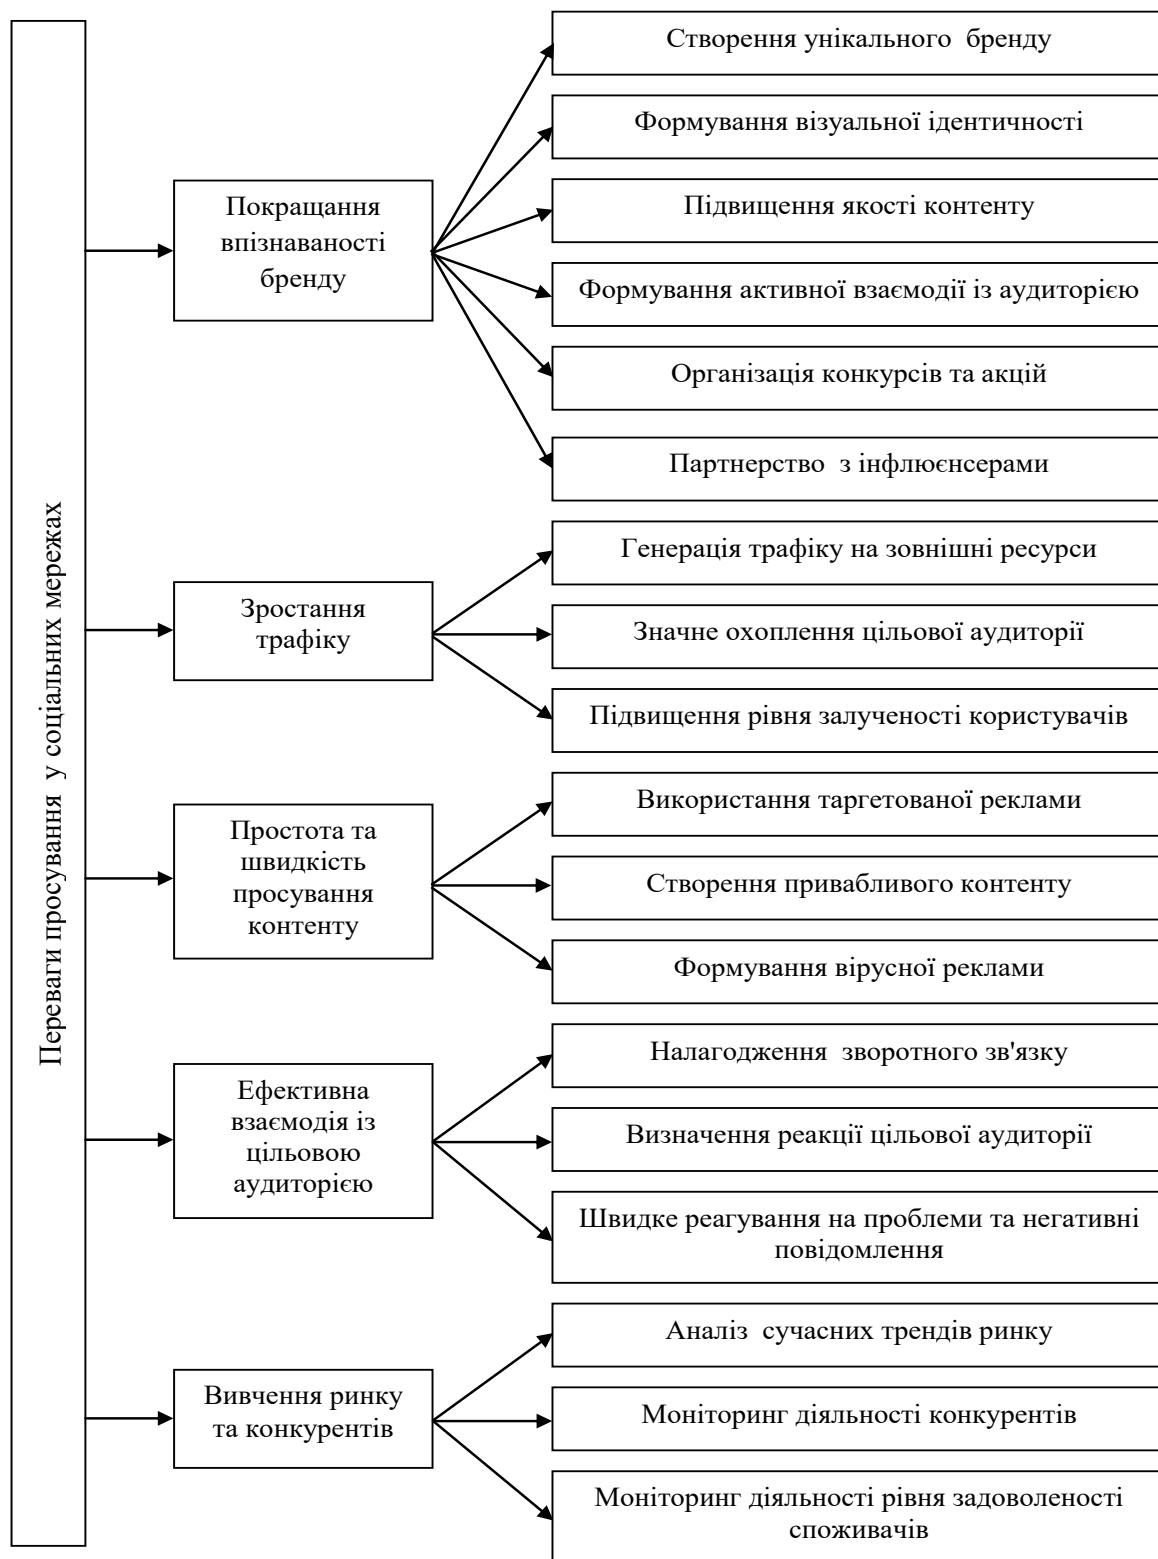 Переваги просування у соціальних мережах
Покращання
впізнаваності
бренду
Створення унікального бренду
Формування візуальної ідентичності
Підвищення якості контенту
Формування активної взаємодії із аудиторією
Організація конкурсів та акцій
Партнерство з інфлюєнсерами
Зростання
трафіку
Генерація трафіку на зовнішні ресурси
Значне охоплення цільової аудиторії
Підвищення рівня залученості користувачів
Простота та
швидкість
просування
контенту
Використання таргетованої реклами
Створення привабливого контенту
Формування вірусної реклами
Ефективна
взаємодія із
цільовою
аудиторією
Налагодження зворотного зв'язку
Визначення реакції цільової аудиторії
Швидке реагування на проблеми та негативні
повідомлення
Вивчення ринку
та конкурентів
Аналіз сучасних трендів ринку
Моніторинг діяльності конкурентів
Моніторинг діяльності рівня задоволеності
споживачів